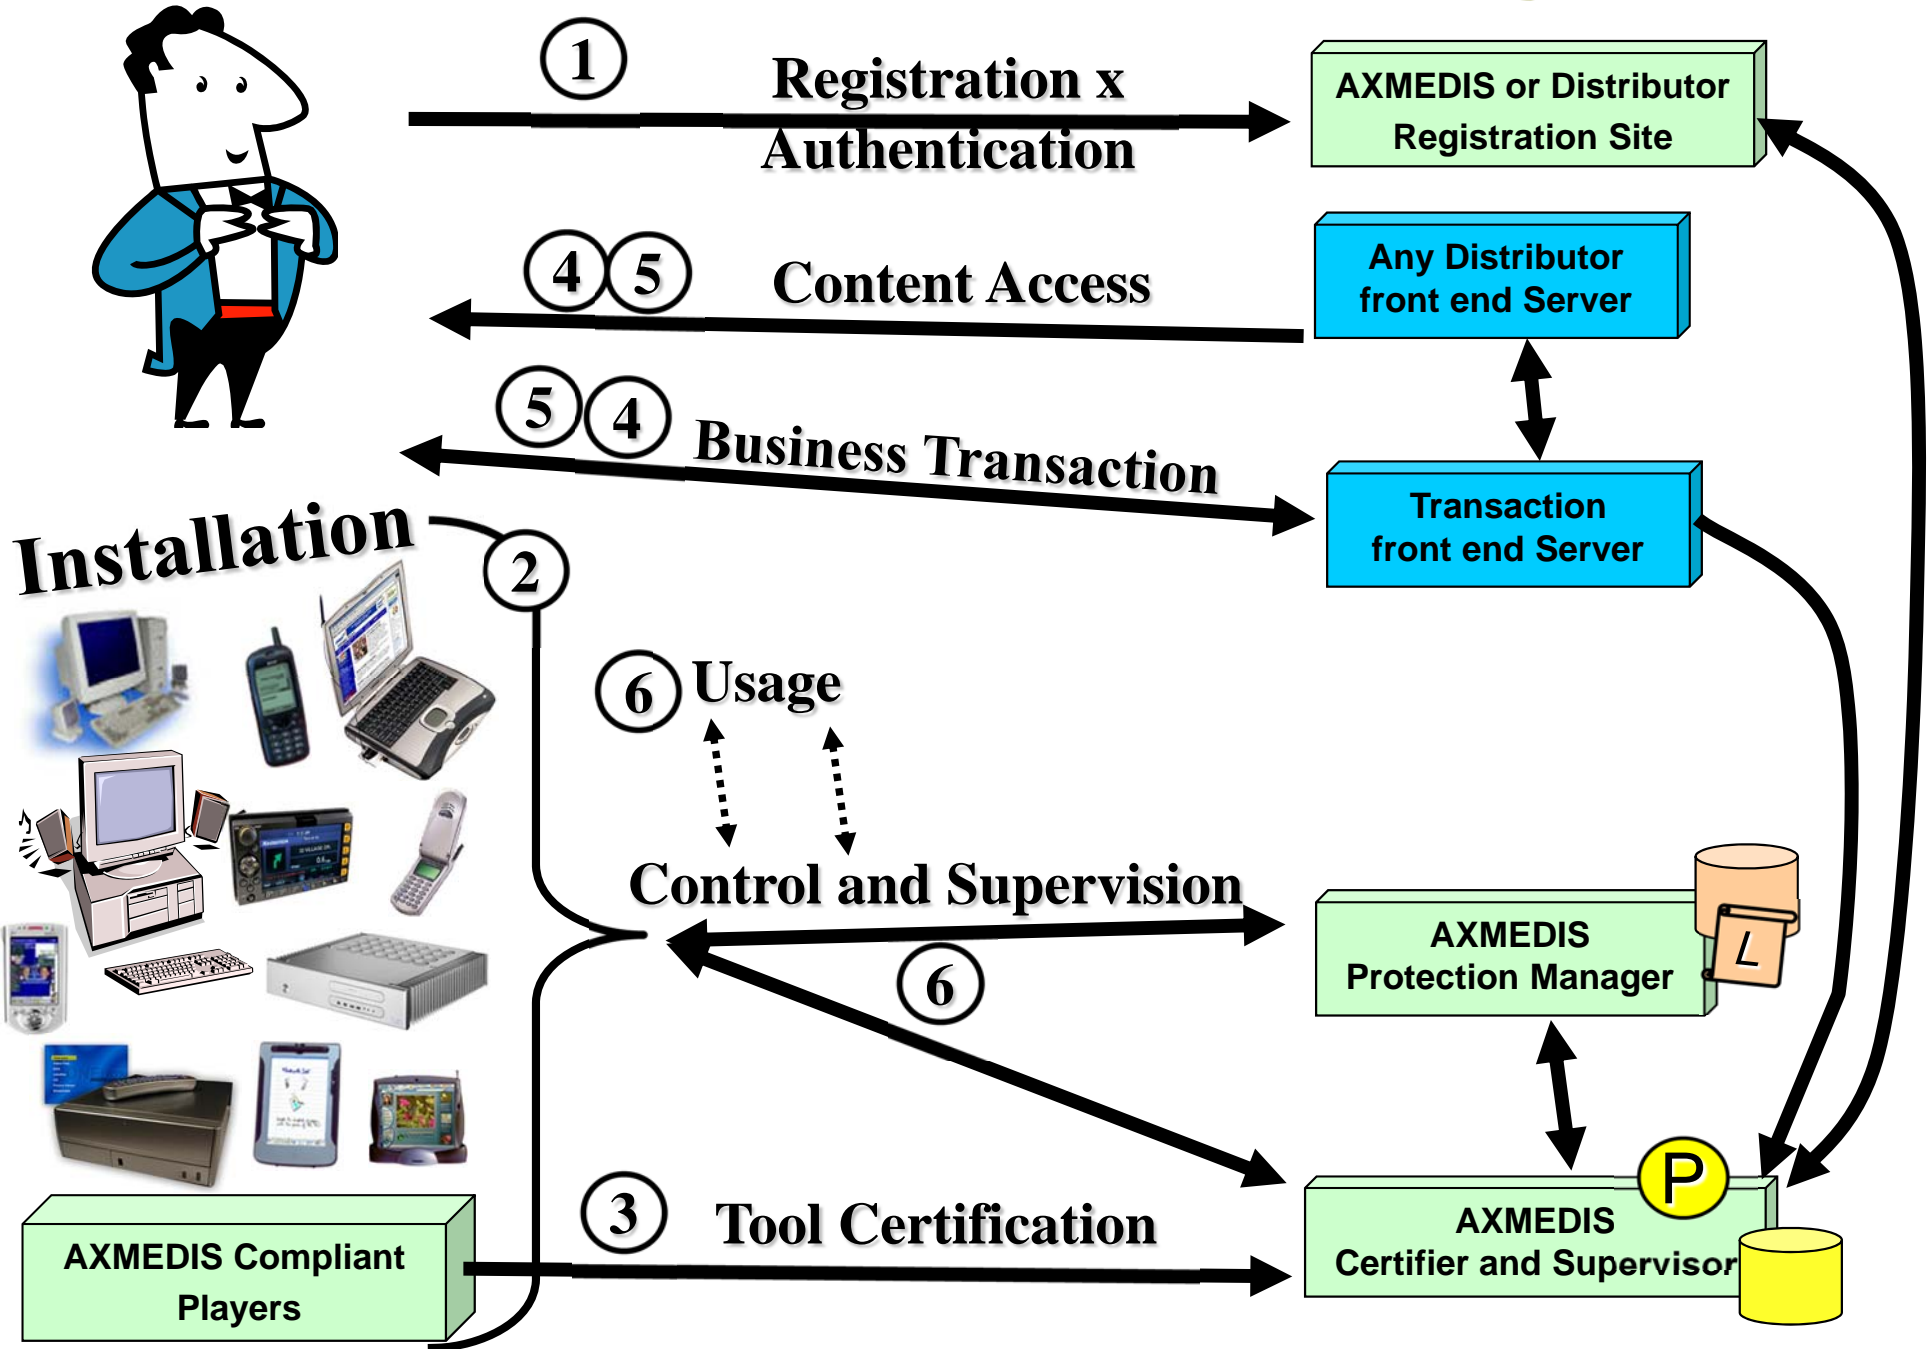 1
Registration x
Authentication
AXMEDIS or Distributor
Registration Site
4 5
Content Access
Any Distributor
front end Server
5 4
Business Transaction
Transaction
front end Server
Installation
2
6
Usage
Control and Supervision
6
AXMEDIS
Protection Manager
L
3
Tool Certification
P
AXMEDIS
Certifier and Supervisor
AXMEDIS Compliant
Players